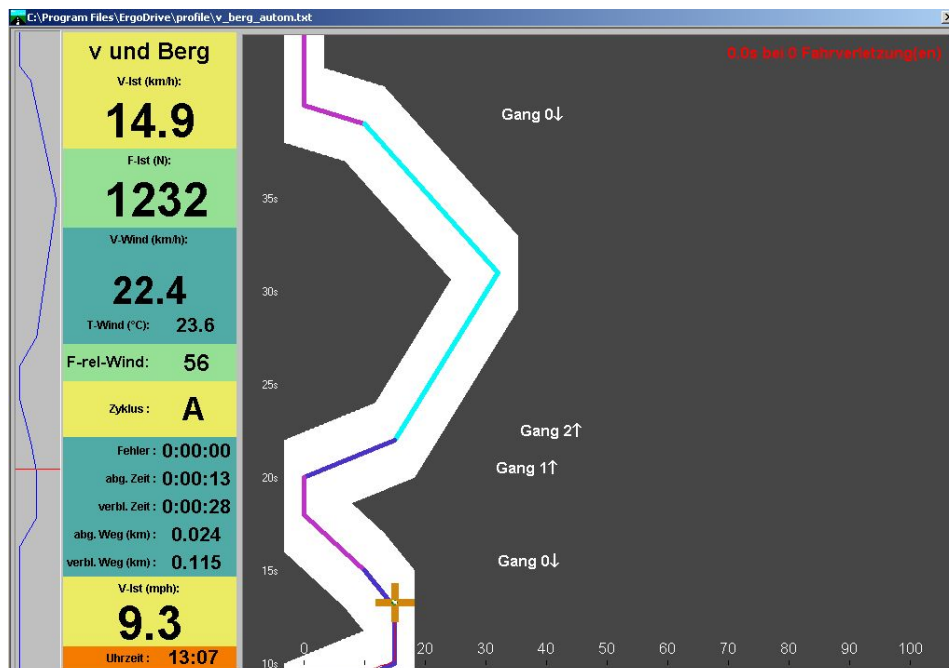 C:\Program Files\ErgoDrive\profile\v_berg_autom.txt
v und Berg
V-Ist (km/h):
14.9
F-Ist (N):
1232
V-Wind (km/h):
22.4
T-Wind (°C): 23.6
F-rel-Wind: 56
Zyklus : A
Fehler : 0:00:00
abg. Zeit : 0:00:13
verbl. Zeit : 0:00:28
abg. Weg (km) : 0.024
verbl. Weg (km) : 0.115
V-Ist (mph):
9.3
Uhrzeit : 13:07
0.0s bei 0 Fahrverletzung(en)
Gang 0↓
35s
30s
25s
Gang 2↑
Gang 1↑
20s
Gang 0↓
15s
10s
0 10 20 30 40 50 60 70 80 90 100